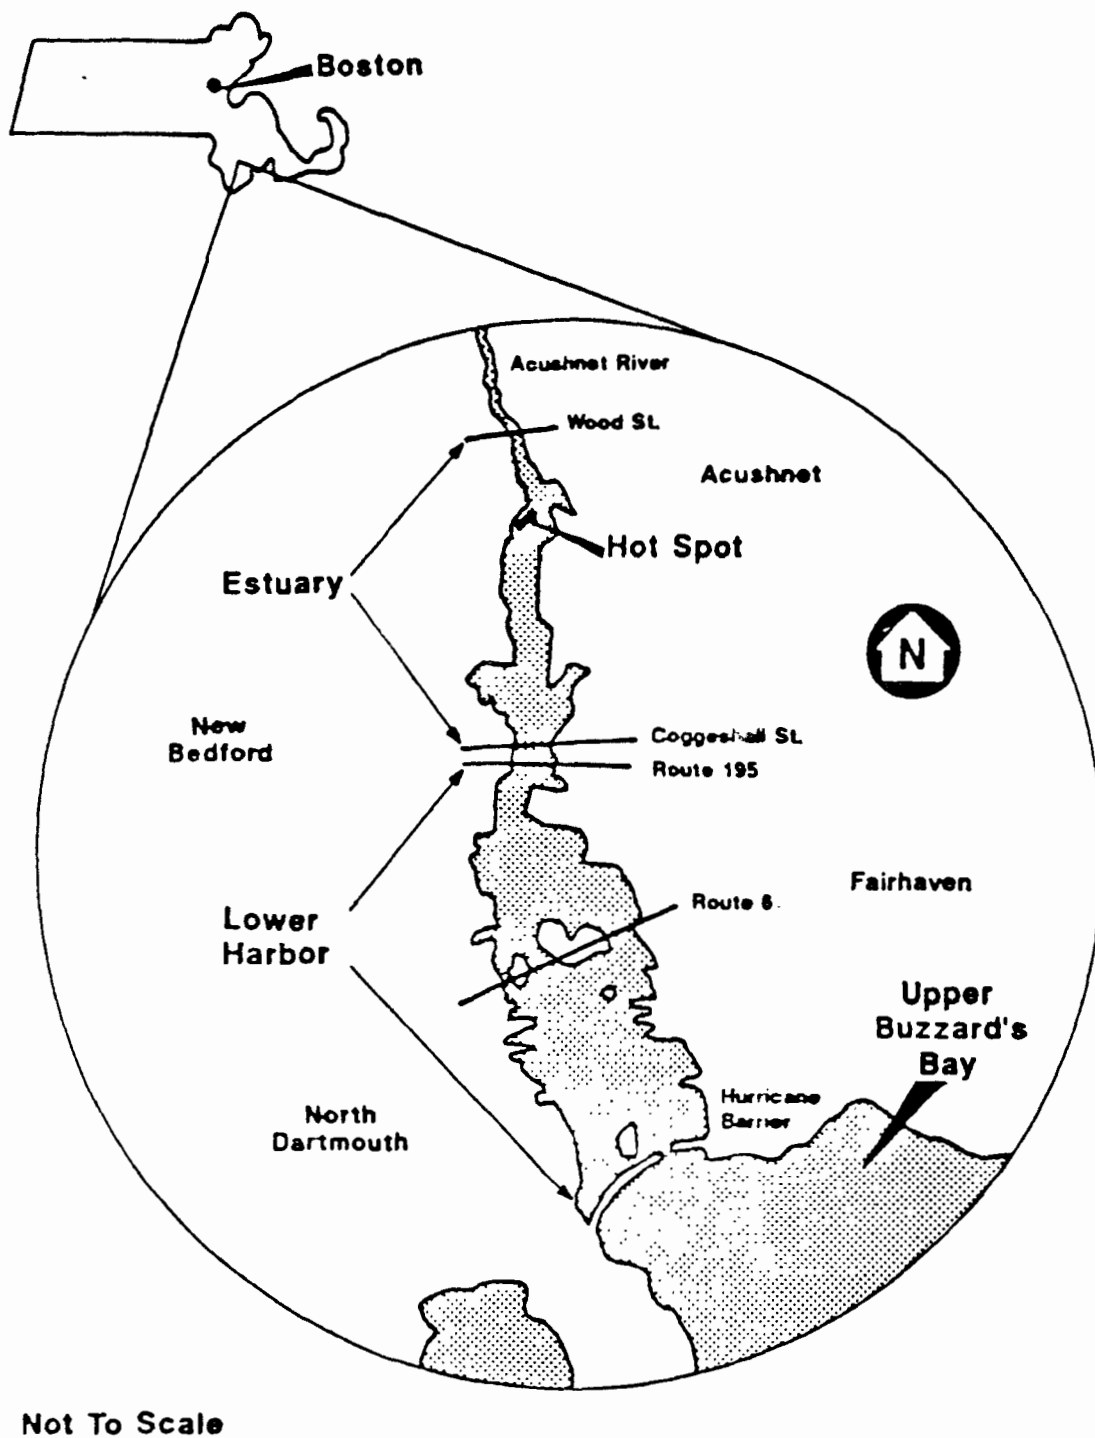 Boston
Acushnet River
Wood St.
Acushnet
Hot Spot
Estuary
N
New
Bedford
Coggeshall St.
Route 195
Fairhaven
Route 6
Lower
Harbor
Upper
Buzzard's
Bay
Hurricane
Barrier
North
Dartmouth
Not To Scale